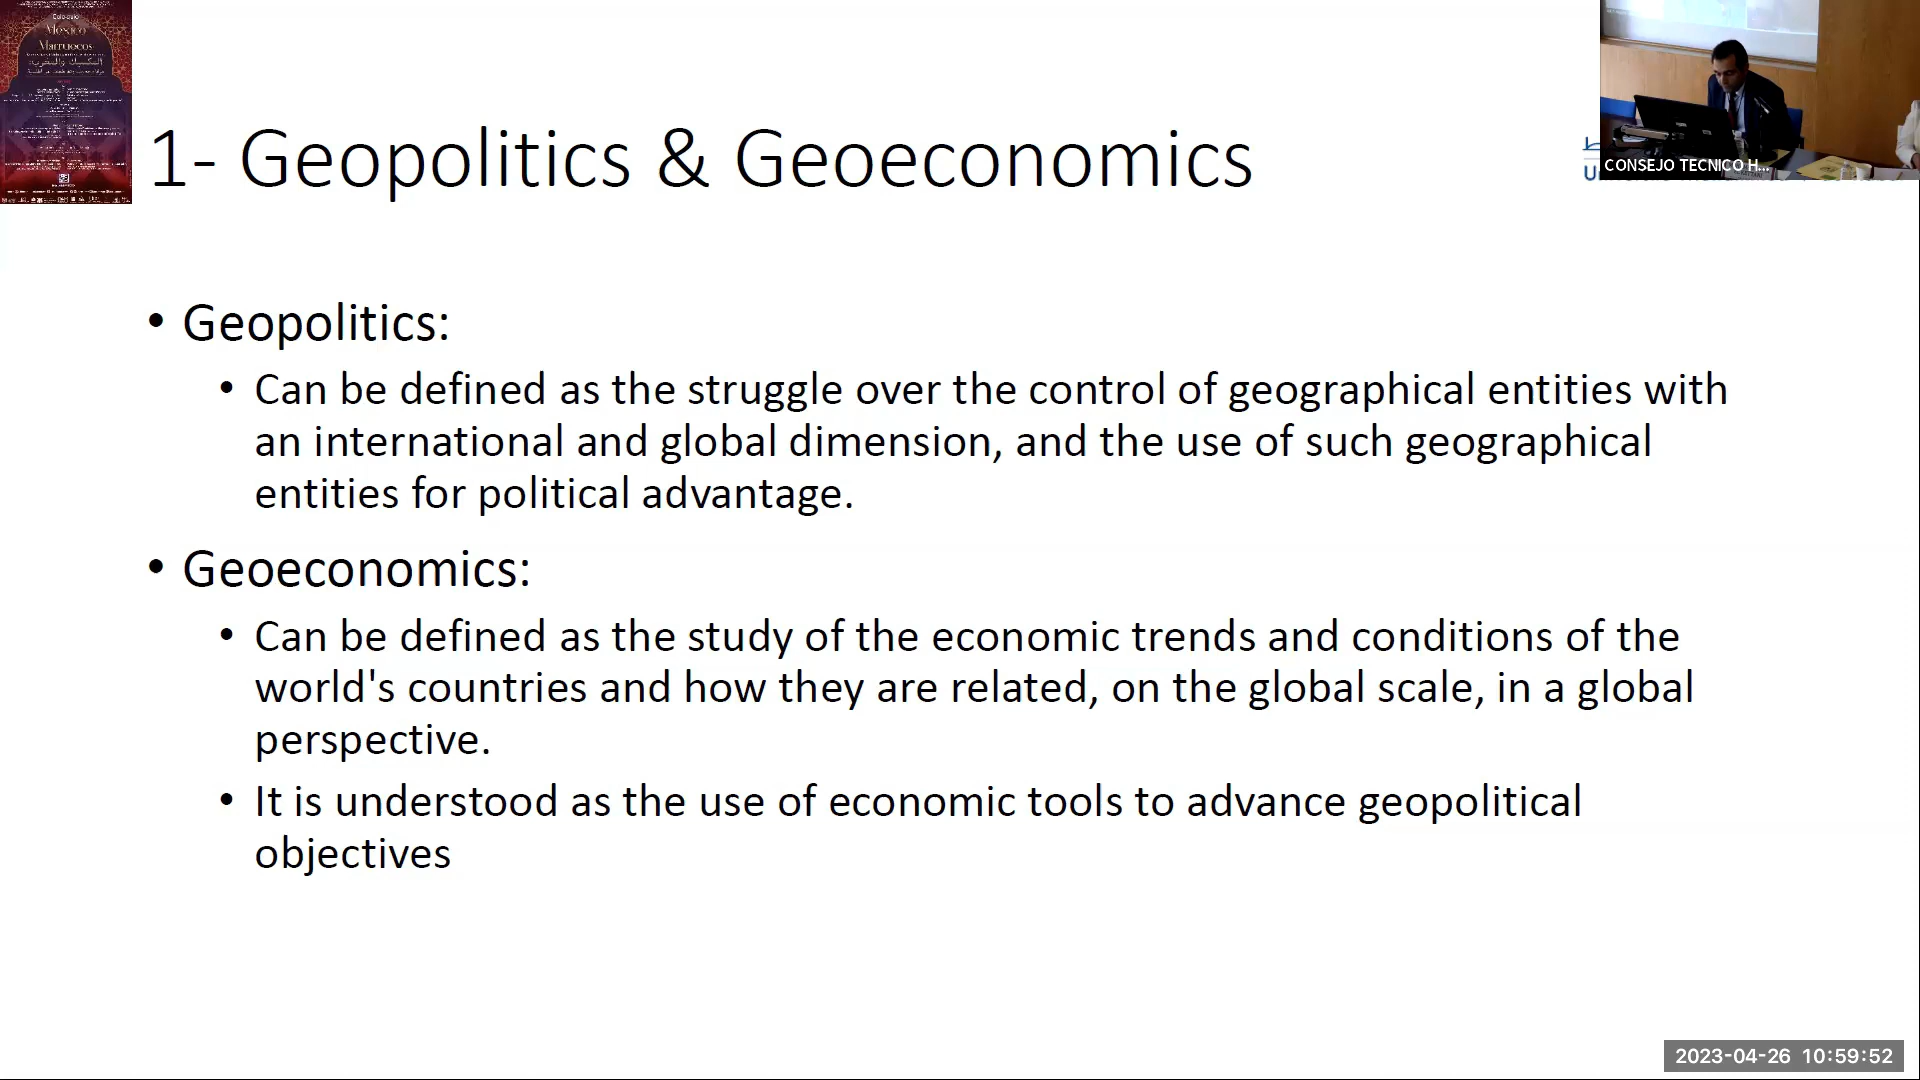 Coloquio
México
Marruecos
المكسيك والمغرب:
CONSEJO TECNICO H...
1- Geopolitics & Geoeconomics
• Geopolitics:
• Can be defined as the struggle over the control of geographical entities with
an international and global dimension, and the use of such geographical
entities for political advantage.
• Geoeconomics:
• Can be defined as the study of the economic trends and conditions of the
world's countries and how they are related, on the global scale, in a global
perspective.
• It is understood as the use of economic tools to advance geopolitical
objectives
2023-04-26 10:59:52